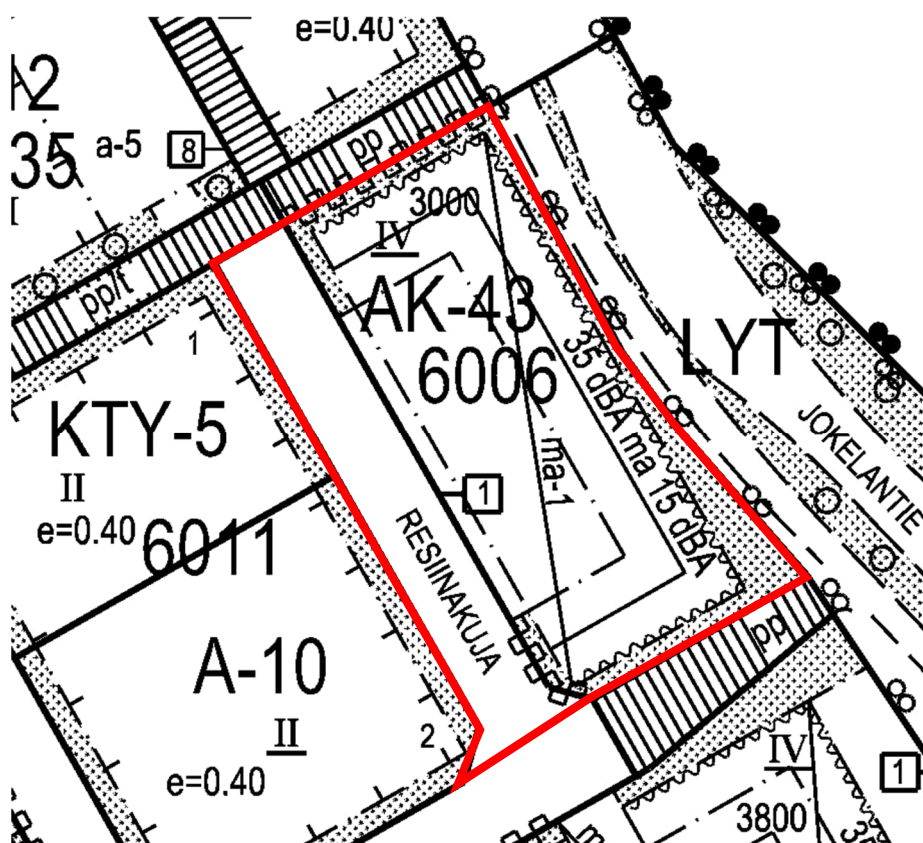 e=0.40
A2
35
a-5
8
pp
3000
IV
pp/t
AK-43
6006
1
35 dBA ma 15 dBA
LYT
KTY-5
II
e=0.40
6011
ma-1
1
JOKELANTIE
RESIINAKUJA
A-10
II
2
e=0.40
pp
IV
1
3800